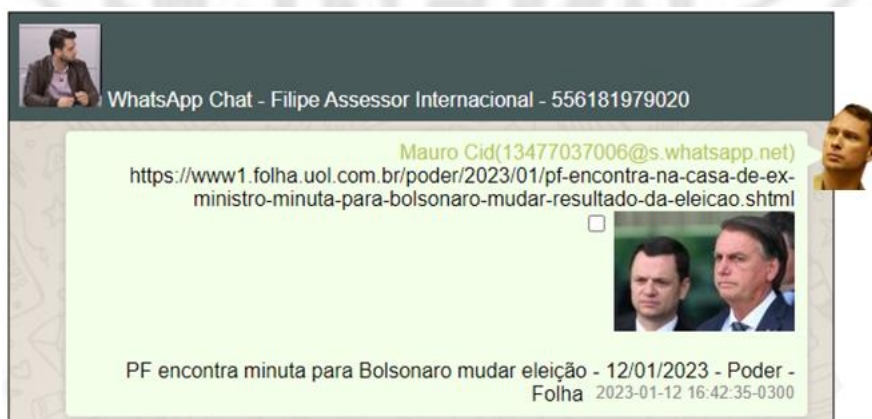 WhatsApp Chat - Filipe Assessor Internacional - 556181979020
Mauro Cid(13477037006@s.whatsapp.net)
https://www1.folha.uol.com.br/poder/2023/01/pf-encontra-na-casa-de-ex-
ministro-minuta-para-bolsonaro-mudar-resultado-da-eleicao.shtml
PF encontra minuta para Bolsonaro mudar eleição - 12/01/2023 - Poder -
Folha 2023-01-12 16:42:35-0300